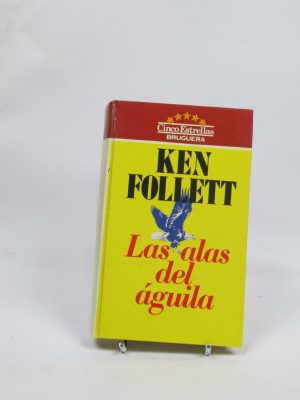 Cinco Estrellas
BRUGUERA
KEN
FOLLETT
Las alas
del
águila